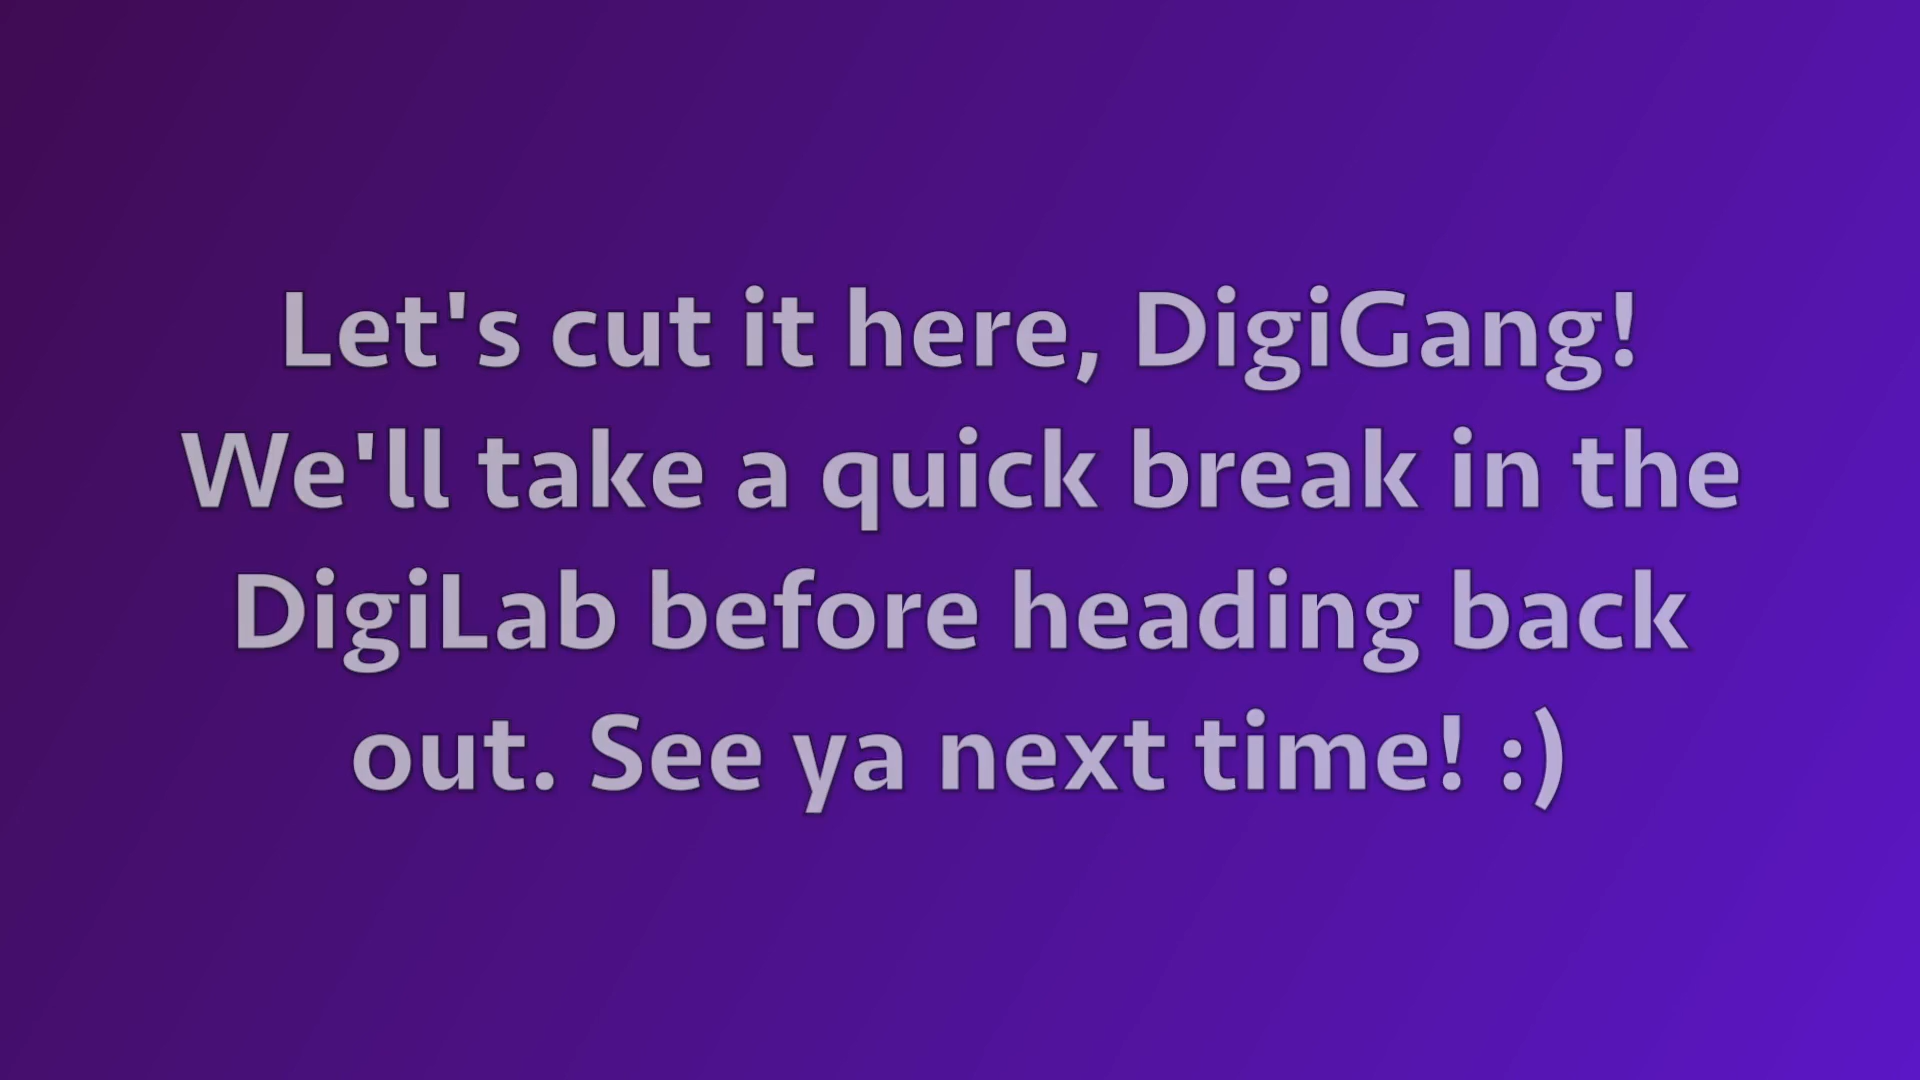 Let's cut it here, DigiGang!
We'll take a quick break in the
DigiLab before heading back
out. See ya next time! :)